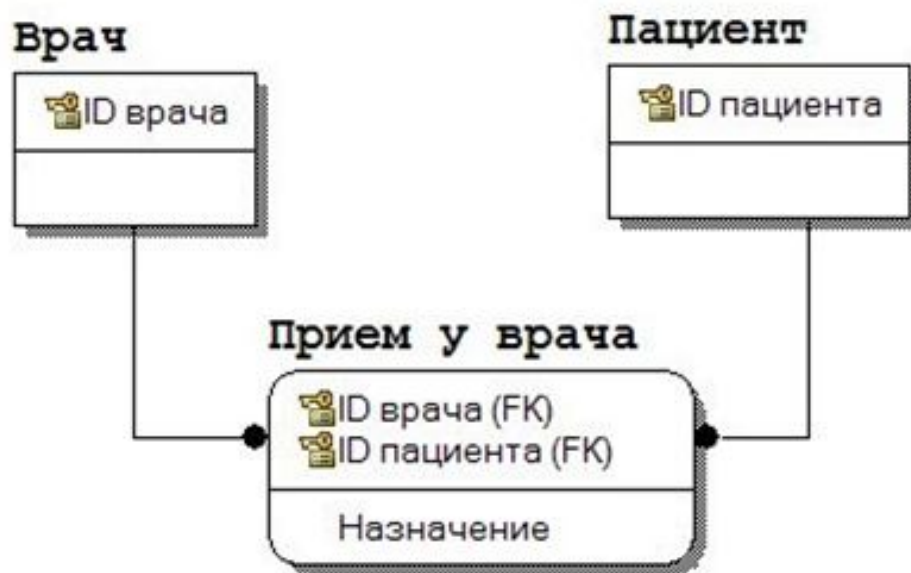 Врач
ID врача
Пациент
ID пациента
Прием у врача
ID врача (FK)
ID пациента (FK)
Назначение